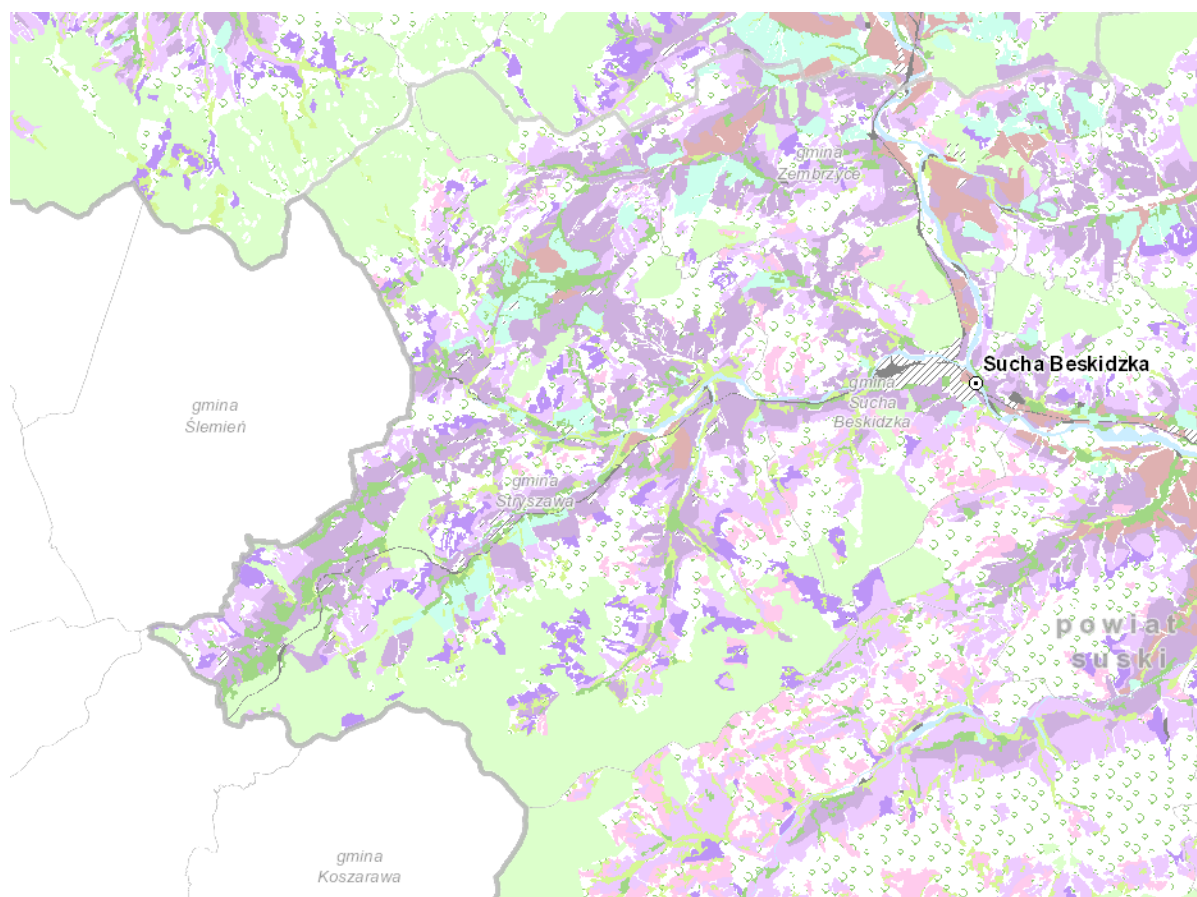 gmina
Zembrzyce
Sucha Beskidzka
gmina
Sucha
Beskidzka
gmina
Ślemień
gmina
Stryszawa
powiat
suski
gmina
Koszarawa